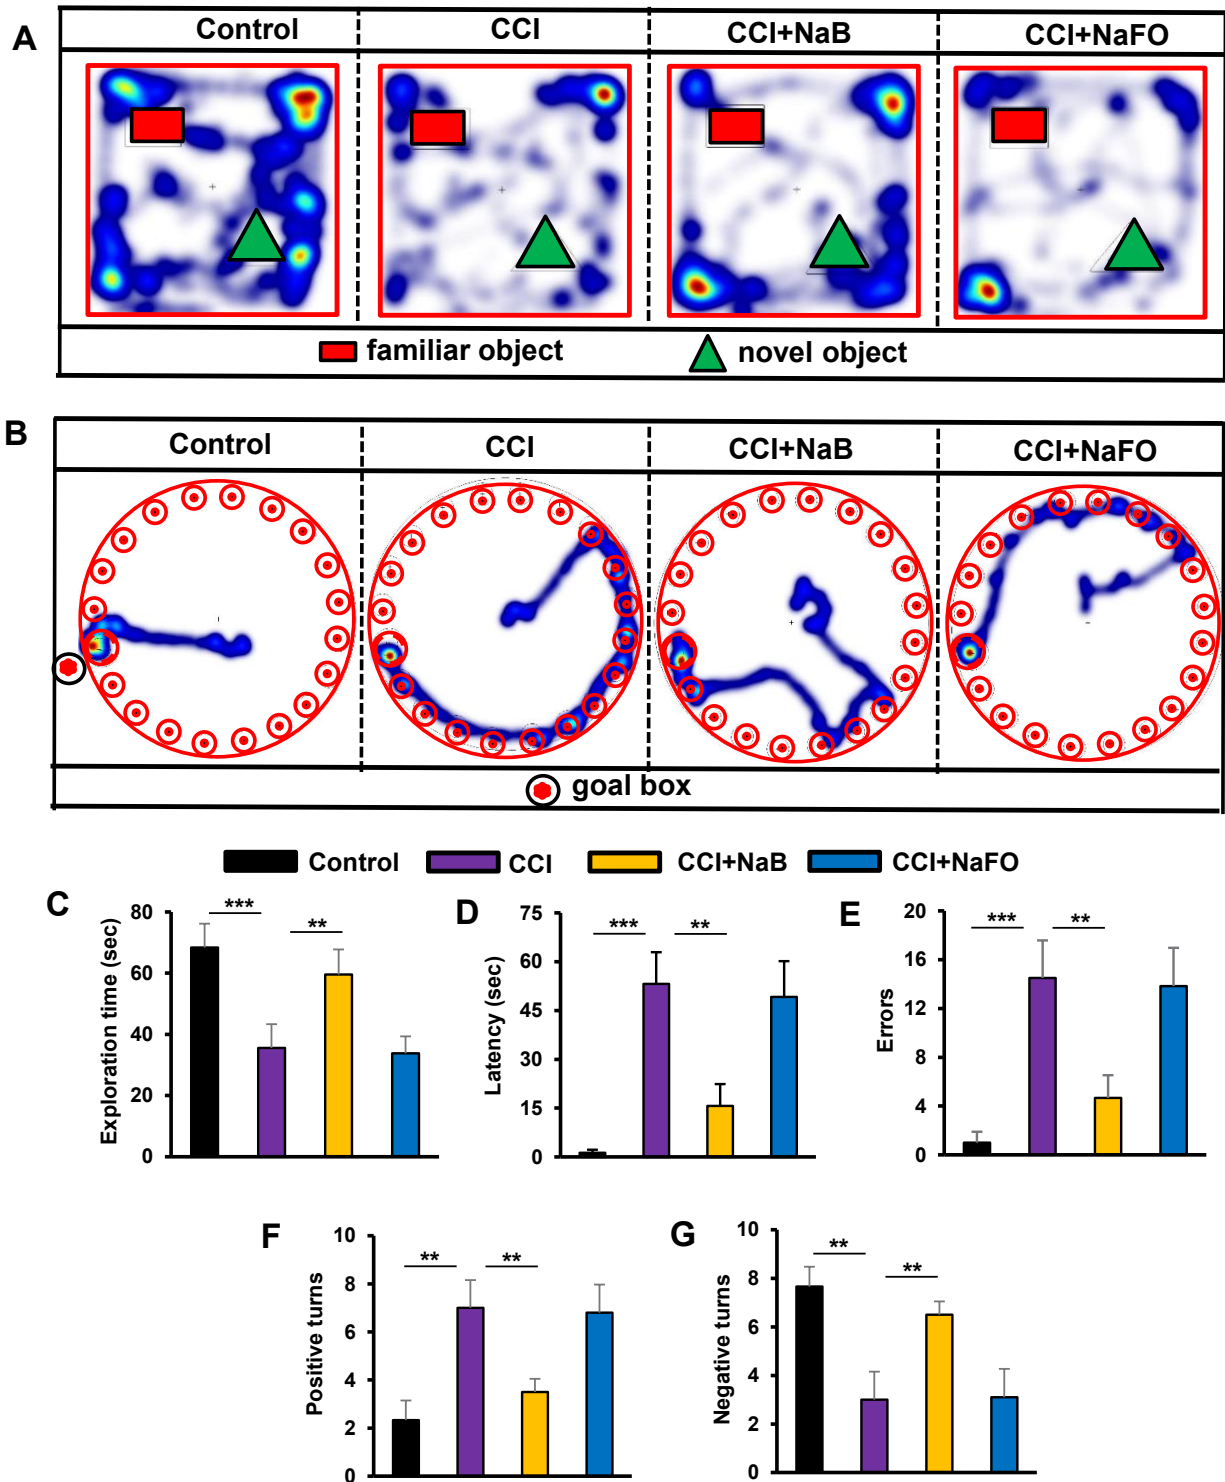 A
Control CCI CCI+NaB CCI+NaFO
familiar object novel object
B
Control CCI CCI+NaB CCI+NaFO
goal box
Control CCI CCI+NaB CCI+NaFO
C
Exploration time (sec)
80
60
40
20
0
*** **
D
Latency (sec)
75
60
45
30
15
0
*** **
E
Errors
20
16
12
8
4
0
*** **
F
Positive turns
10
8
6
4
2
0
** **
G
Negative turns
10
8
6
4
2
0
** **